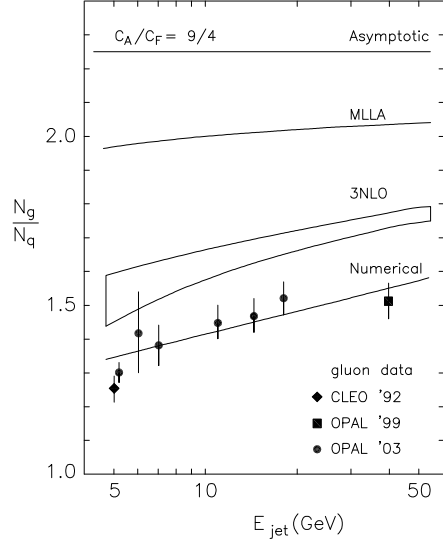 C_A/C_F= 9/4 Asymptotic
MLLA
2.0
3NLO
N_g
N_q
Numerical
1.5
gluon data
CLEO '92
OPAL '99
OPAL '03
1.0
5 10 50
E_jet(GeV)